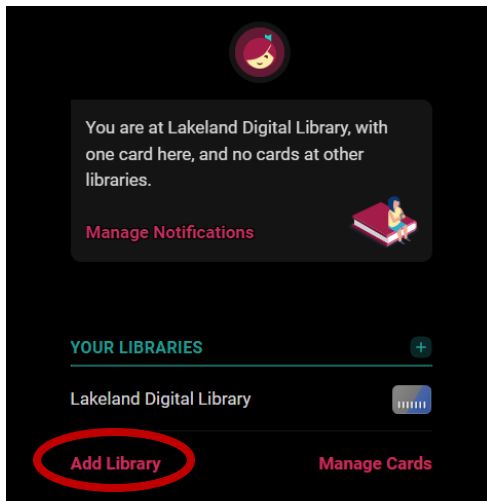 You are at Lakeland Digital Library, with
one card here, and no cards at other
libraries.
Manage Notifications
YOUR LIBRARIES +
Lakeland Digital Library
Add Library Manage Cards